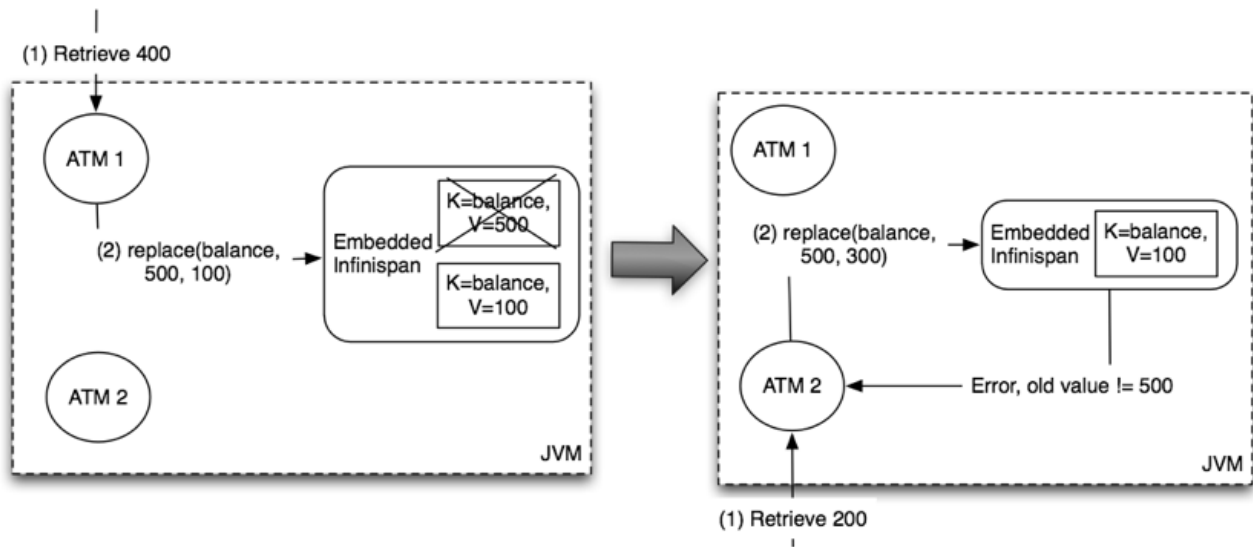 (1) Retrieve 400
ATM 1
(2) replace(balance,
500, 100)
Embedded
Infinispan
K=balance,
V=500
K=balance,
V=100
ATM 2
JVM
ATM 1
(2) replace(balance,
500, 300)
Embedded
Infinispan
K=balance,
V=100
ATM 2
Error, old value != 500
JVM
(1) Retrieve 200